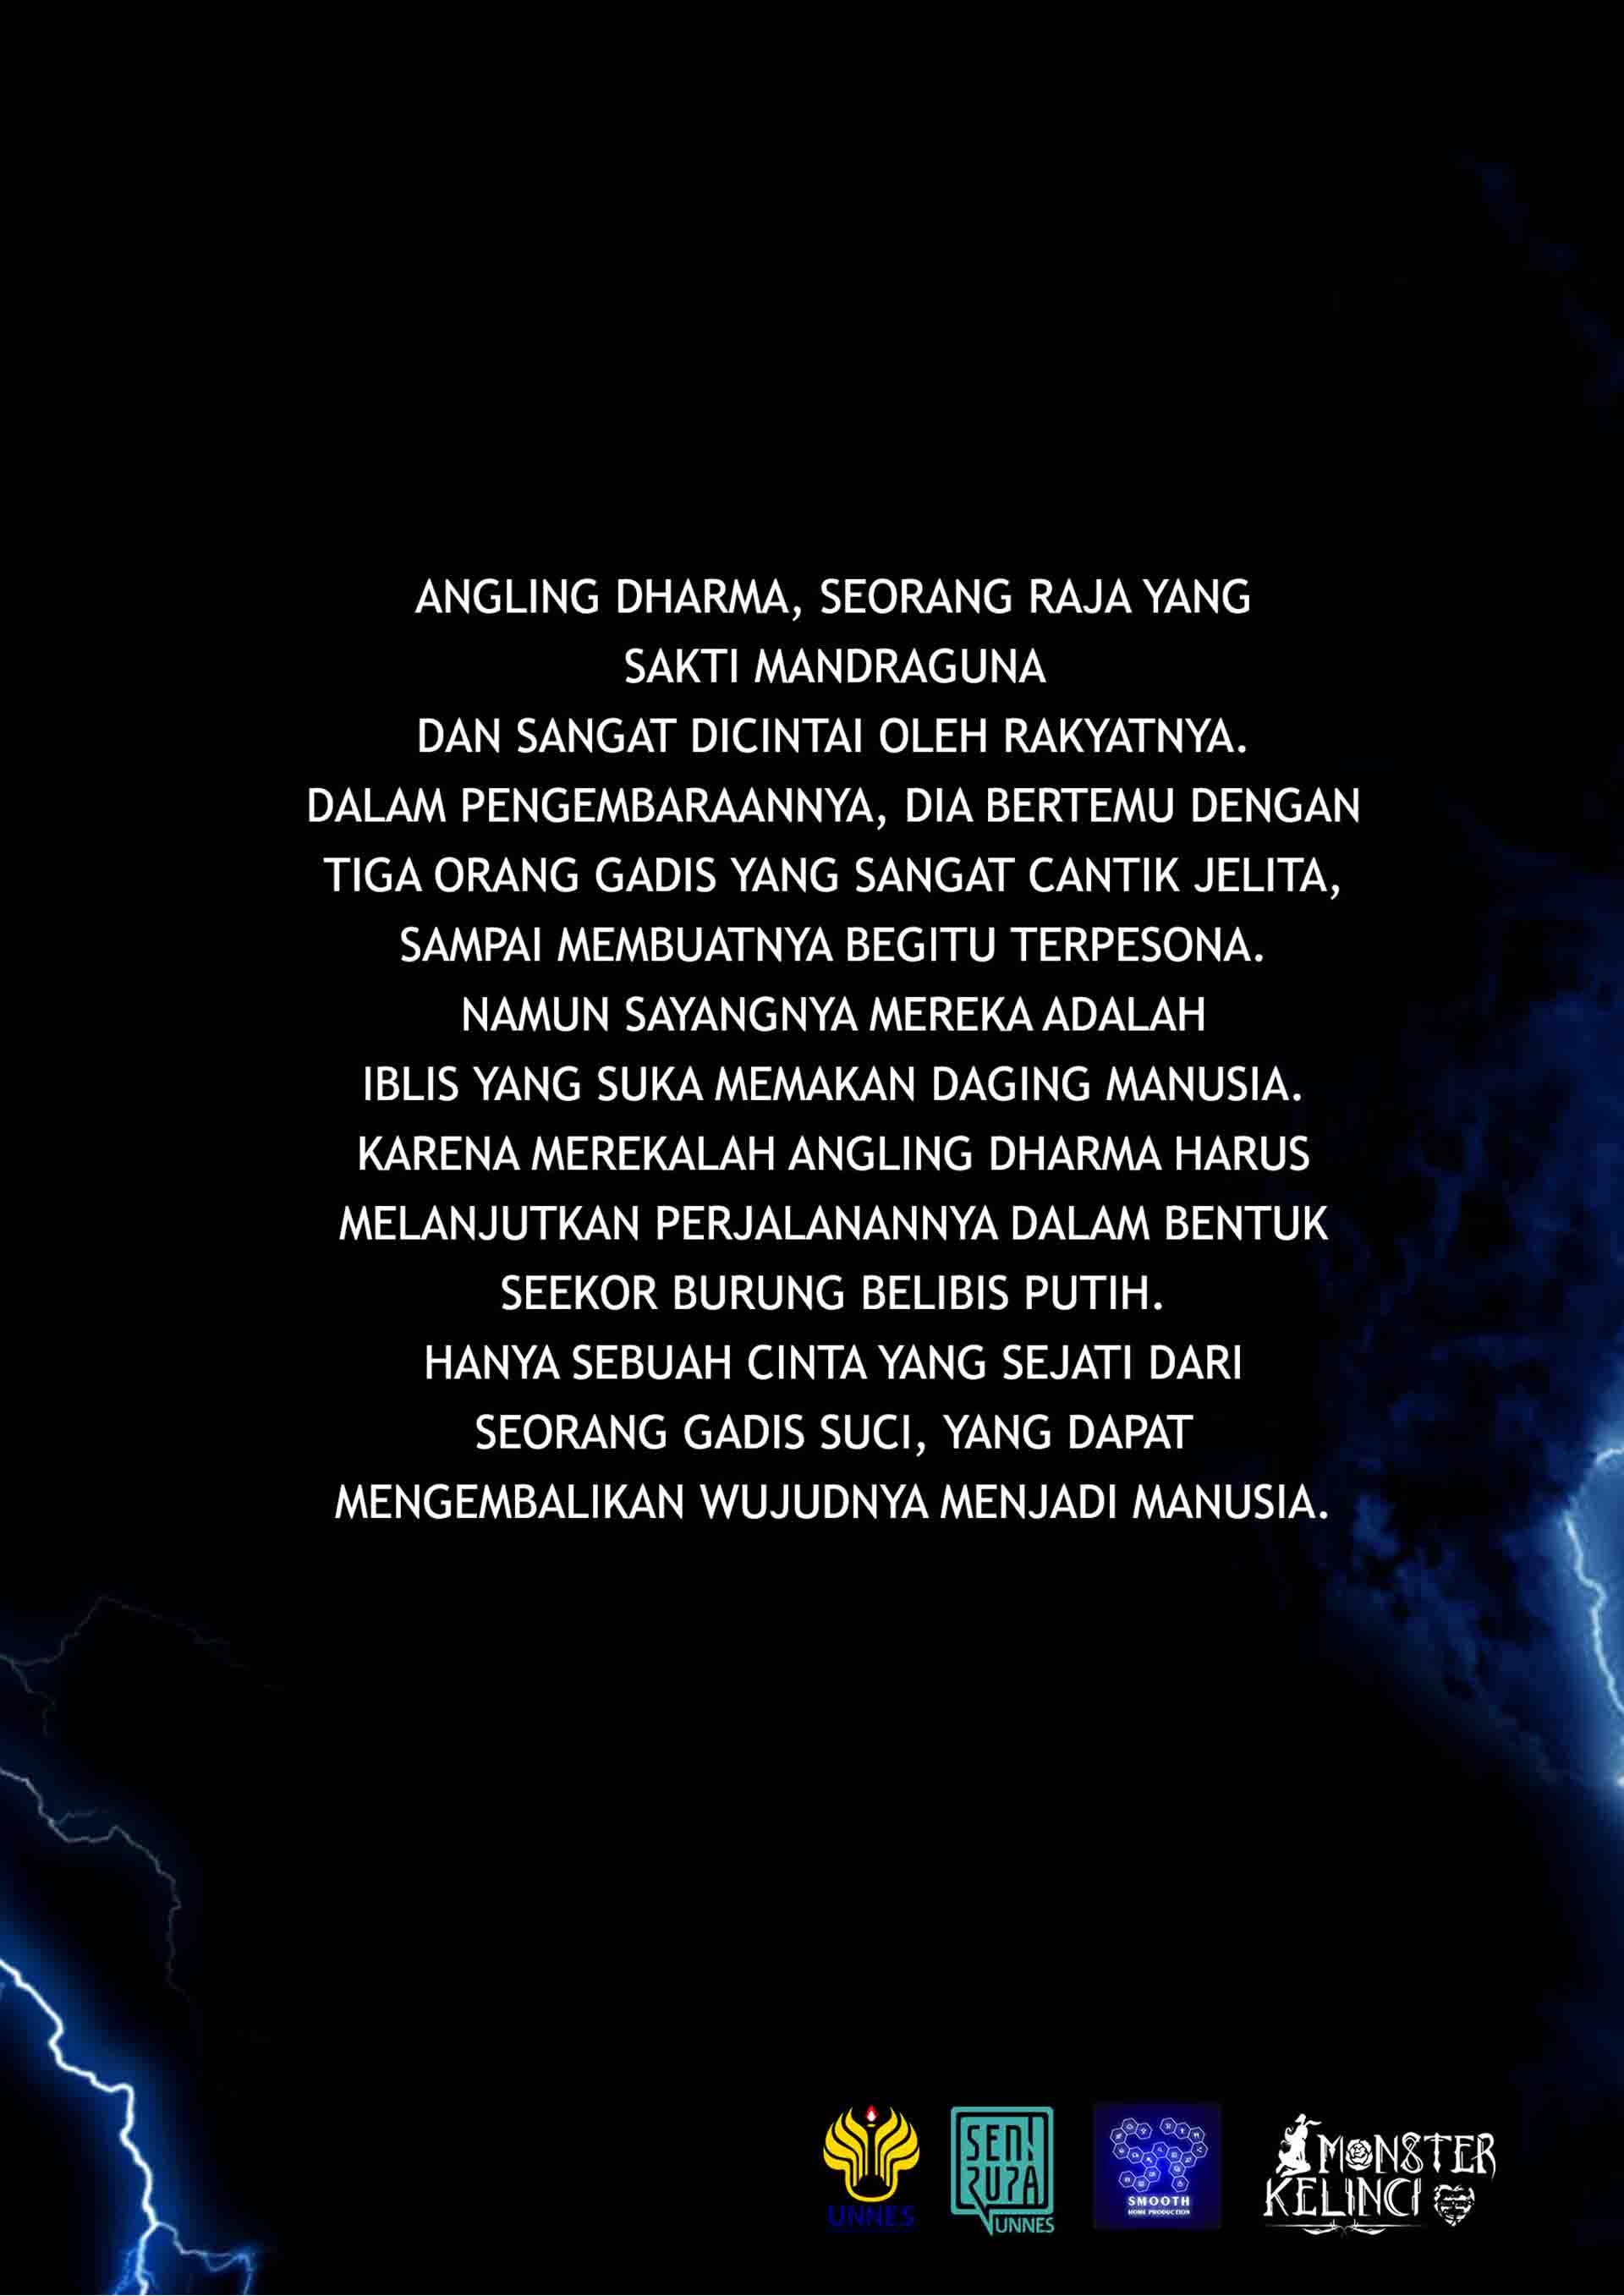 ANGLING DHARMA, SEORANG RAJA YANG
SAKTI MANDRAGUNA
DAN SANGAT DICINTAI OLEH RAKYATNYA.
DALAM PENGEMBARAANNYA, DIA BERTEMU DENGAN
TIGA ORANG GADIS YANG SANGAT CANTIK JELITA,
SAMPAI MEMBUATNYA BEGITU TERPESONA.
NAMUN SAYANGNYA MEREKA ADALAH
IBLIS YANG SUKA MEMAKAN DAGING MANUSIA.
KARENA MEREKALAH ANGLING DHARMA HARUS
MELANJUTKAN PERJALANANNYA DALAM BENTUK
SEEKOR BURUNG BELIBIS PUTIH.
HANYA SEBUAH CINTA YANG SEJATI DARI
SEORANG GADIS SUCI, YANG DAPAT
MENGEMBALIKAN WUJUDNYA MENJADI MANUSIA.
UNNES
SENI
RUPA
UNNES
SMOOTH
HOME PRODUCTION
MONSTER
KELINCI